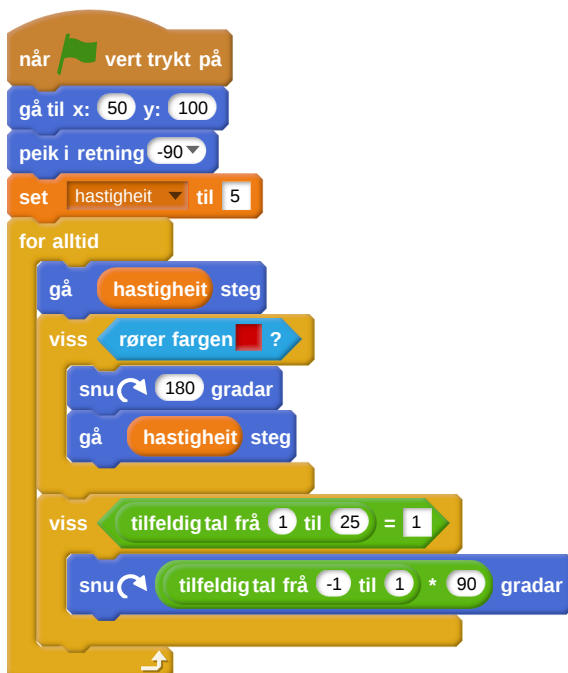 når vert trykt på
gå til x: 50 y: 100
peik i retning -90
set hastigheit til 5
for alltid
gå hastigheit steg
viss rører fargen ?
snu 180 gradar
gå hastigheit steg
viss tilfeldig tal frå 1 til 25 = 1
snu tilfeldig tal frå -1 til 1 * 90 gradar